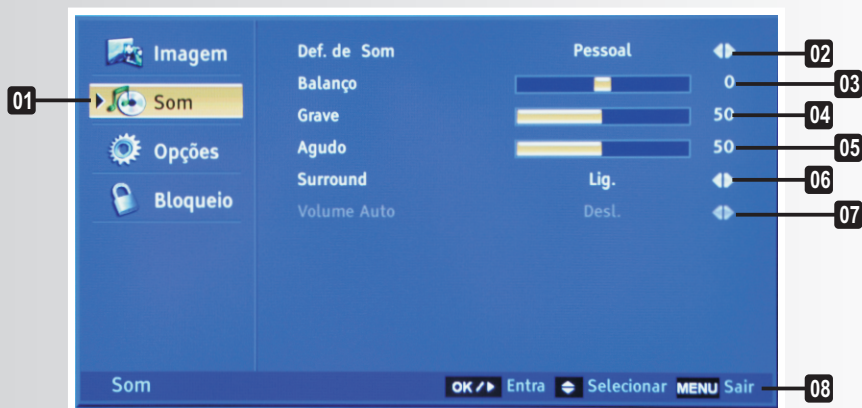 Imagem
Som
Opções
Bloqueio
Def. de Som Pessoal
Balanço 0
Grave 50
Agudo 50
Surround Lig.
Volume Auto Desl.
Som OK / Entra Selecionar MENU Sair
01
02
03
04
05
06
07
08